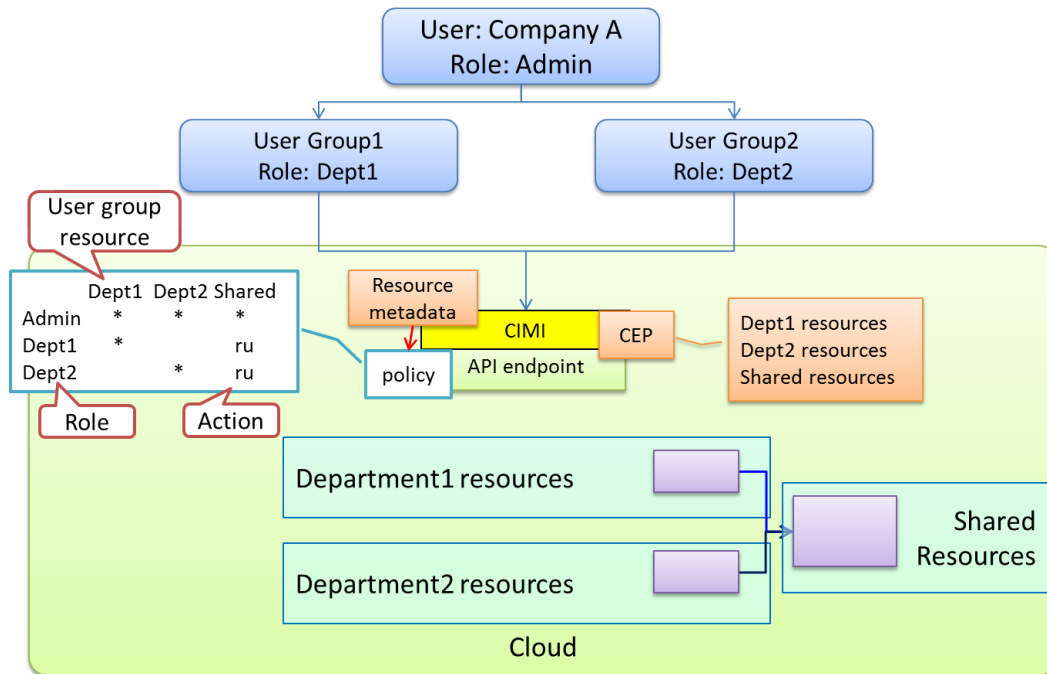 User: Company A
Role: Admin
User Group1
Role: Dept1
User Group2
Role: Dept2
User group
resource
Dept1 Dept2 Shared
Admin * * *
Dept1 * ru
Dept2 * ru
Role
Action
Resource
metadata
policy
CIMI
CEP
API endpoint
Dept1 resources
Dept2 resources
Shared resources
Department1 resources
Department2 resources
Shared
Resources
Cloud